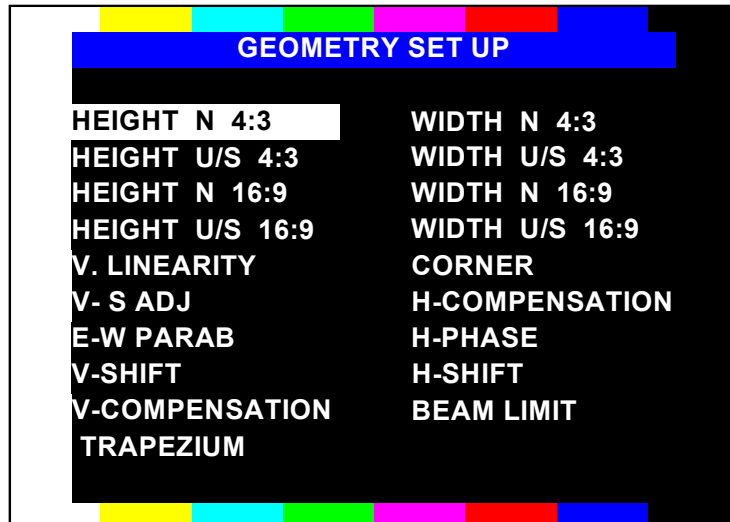 GEOMETRY SET UP
HEIGHT N 4:3
WIDTH N 4:3
HEIGHT U/S 4:3
WIDTH U/S 4:3
HEIGHT N 16:9
WIDTH N 16:9
HEIGHT U/S 16:9
WIDTH U/S 16:9
V. LINEARITY
CORNER
V- S ADJ
H-COMPENSATION
E-W PARAB
H-PHASE
V-SHIFT
H-SHIFT
V-COMPENSATION
BEAM LIMIT
TRAPEZIUM